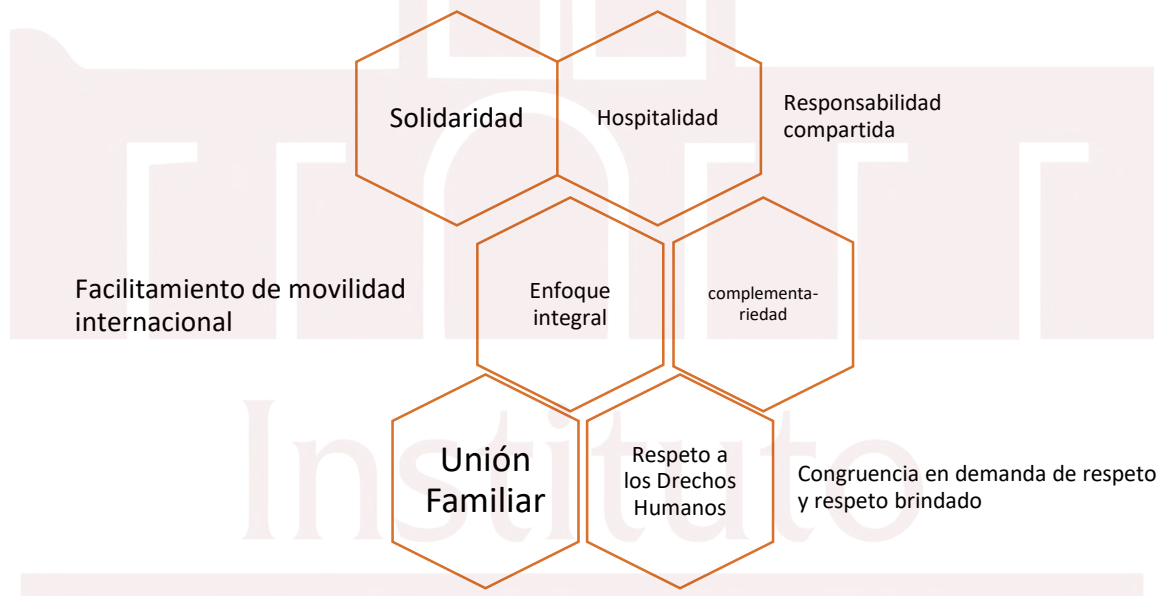 Solidaridad
Hospitalidad
Responsabilidad
compartida
Facilitamiento de movilidad
internacional
Enfoque
integral
complementa-
riedad
Unión
Familiar
Respeto a
los Drechos
Humanos
Congruencia en demanda de respeto
y respeto brindado
Instituto